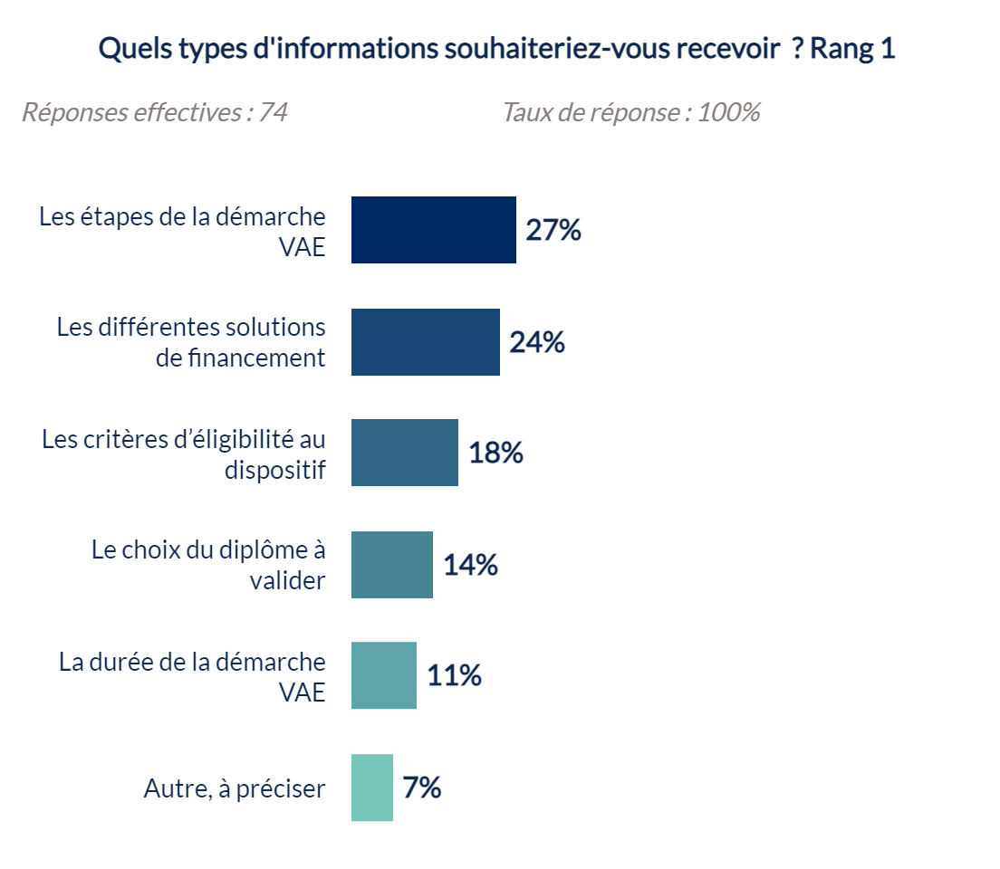 Quels types d'informations souhaiteriez-vous recevoir  ? Rang 1
Réponses effectives : 74
Taux de réponse : 100%
Les étapes de la démarche
VAE
27%
Les différentes solutions
de financement
24%
Les critères d’éligibilité au
dispositif
18%
Le choix du diplôme à
valider
14%
La durée de la démarche
VAE
11%
Autre, à préciser
7%